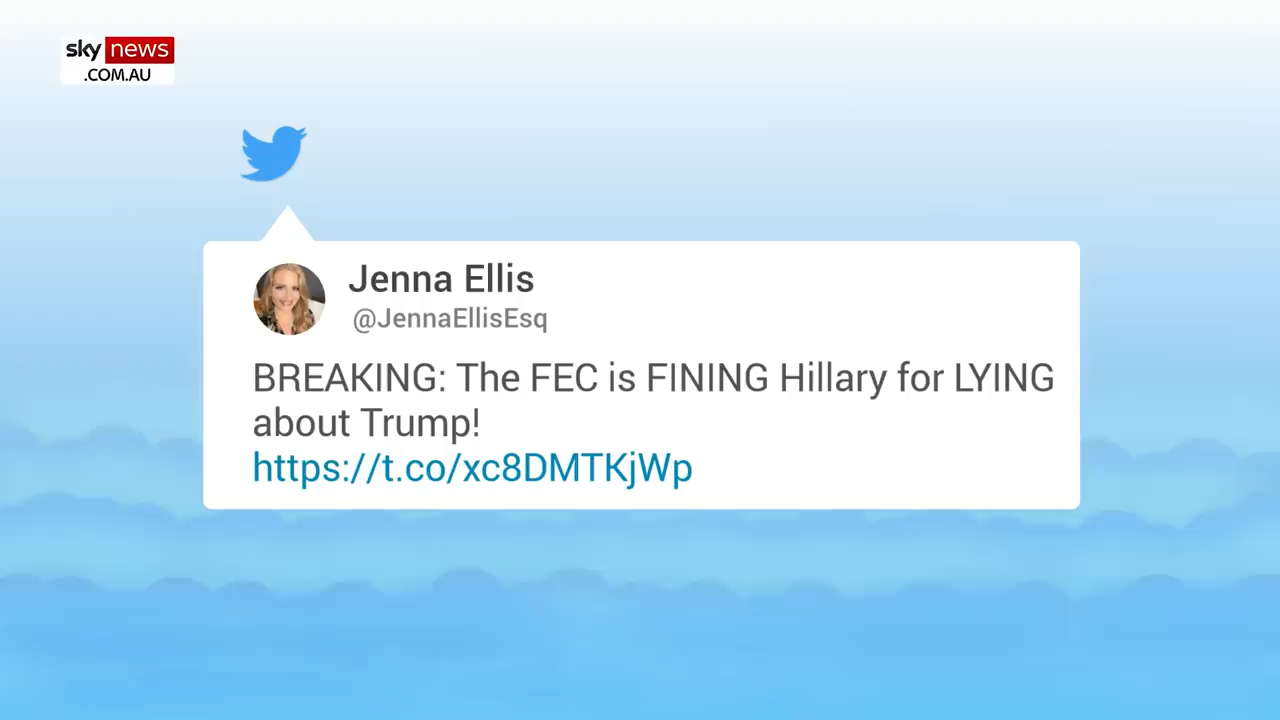 sky news
.COM.AU
Jenna Ellis
@JennaEllisEsq
BREAKING: The FEC is FINING Hillary for LYING
about Trump!
https://t.co/xc8DMTKjWp